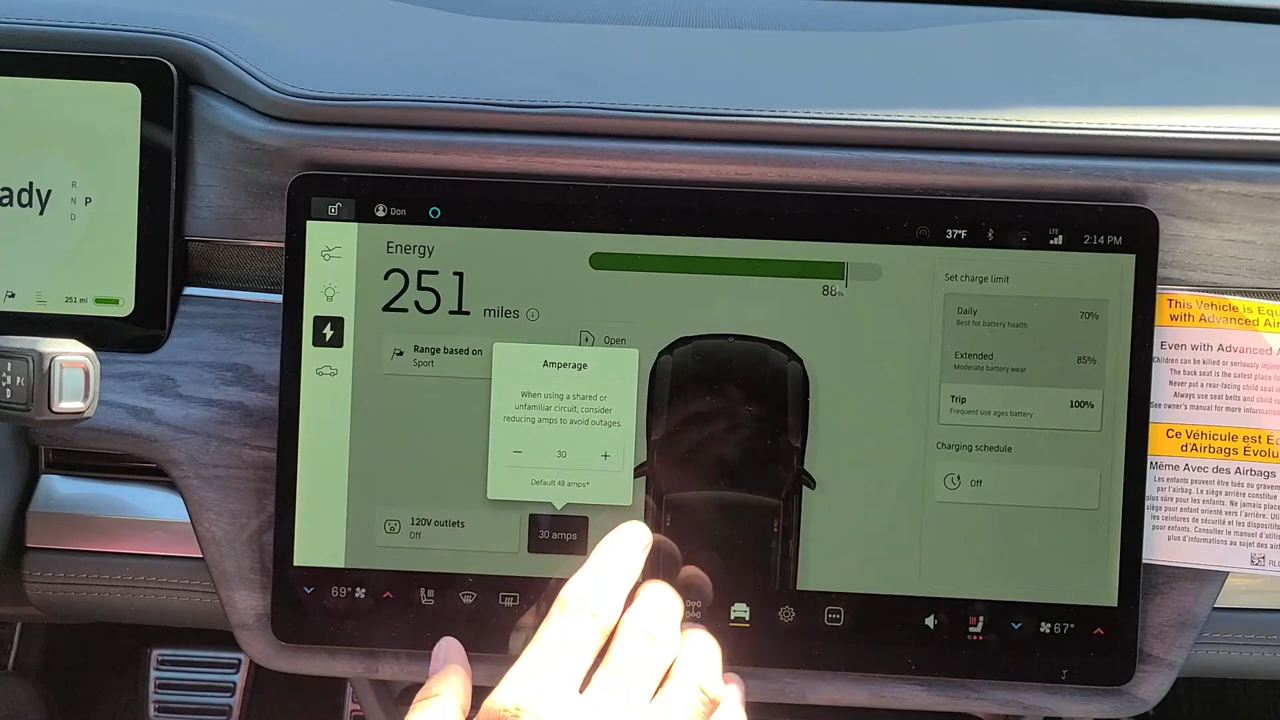 ady
R
N
D
P
251 mi
R
N
D
P
Don
37°F
LTE
2:14 PM
Energy
251 miles
88%
Open
Range based on
Sport
Amperage
When using a shared or
unfamiliar circuit, consider
reducing amps to avoid outages.
− 30 +
Default 48 amps*
120V outlets
Off
30 amps
Set charge limit
Daily 70%
Best for battery health
Extended 85%
Moderate battery wear
Trip 100%
Frequent use ages battery
Charging schedule
Off
69°
67°
This Vehicle is Equ
with Advanced Ai
Even with Advanced A
Children can be killed or seriously injure
The back seat is the safest place
Never put a rear-facing child seat
Always use seat belts and child
See owner's manual for more information
Ce Véhicule est É
d'Airbags Évolu
Même Avec des Airbags
Les enfants peuvent être tués ou grave
par l'airbag. Le siège arrière constitue
plus sûre pour les enfants. Ne jamais
siège pour enfant orienté vers l'arrière.
les ceintures de sécurité et les dispositifs
pour enfants. Consulter le manuel
plus d'informations au sujet des